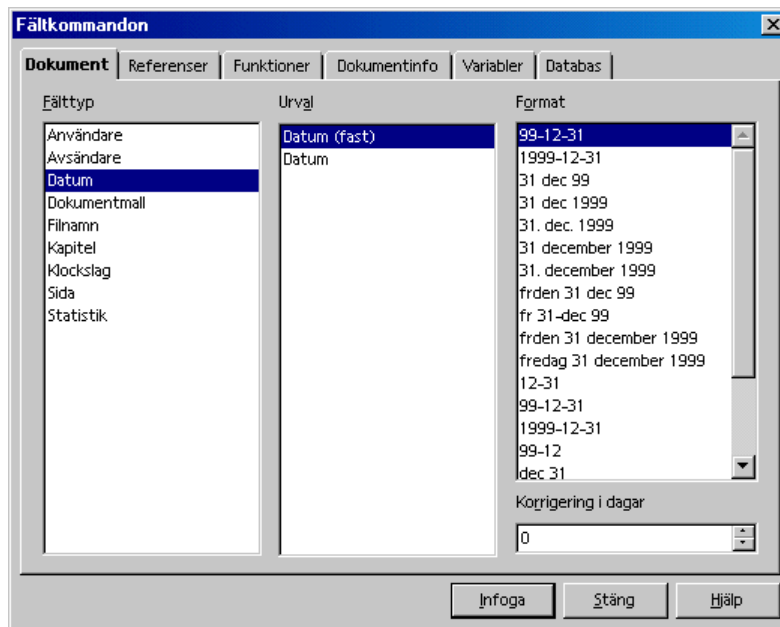 Fältkommandon
Dokument Referenser Funktioner Dokumentinfo Variabler Databas
Fälttyp
Användare
Avsändare
Datum
Dokumentmall
Filnamn
Kapitel
Klockslag
Sida
Statistik
Urval
Datum (fast)
Datum
Format
99-12-31
1999-12-31
31 dec 99
31 dec 1999
31. dec. 1999
31 december 1999
31. december 1999
frden 31 dec 99
fr 31-dec 99
frden 31 december 1999
fredag 31 december 1999
12-31
99-12-31
1999-12-31
99-12
dec 31
Korrigering i dagar
0
Infoga Stäng Hjälp